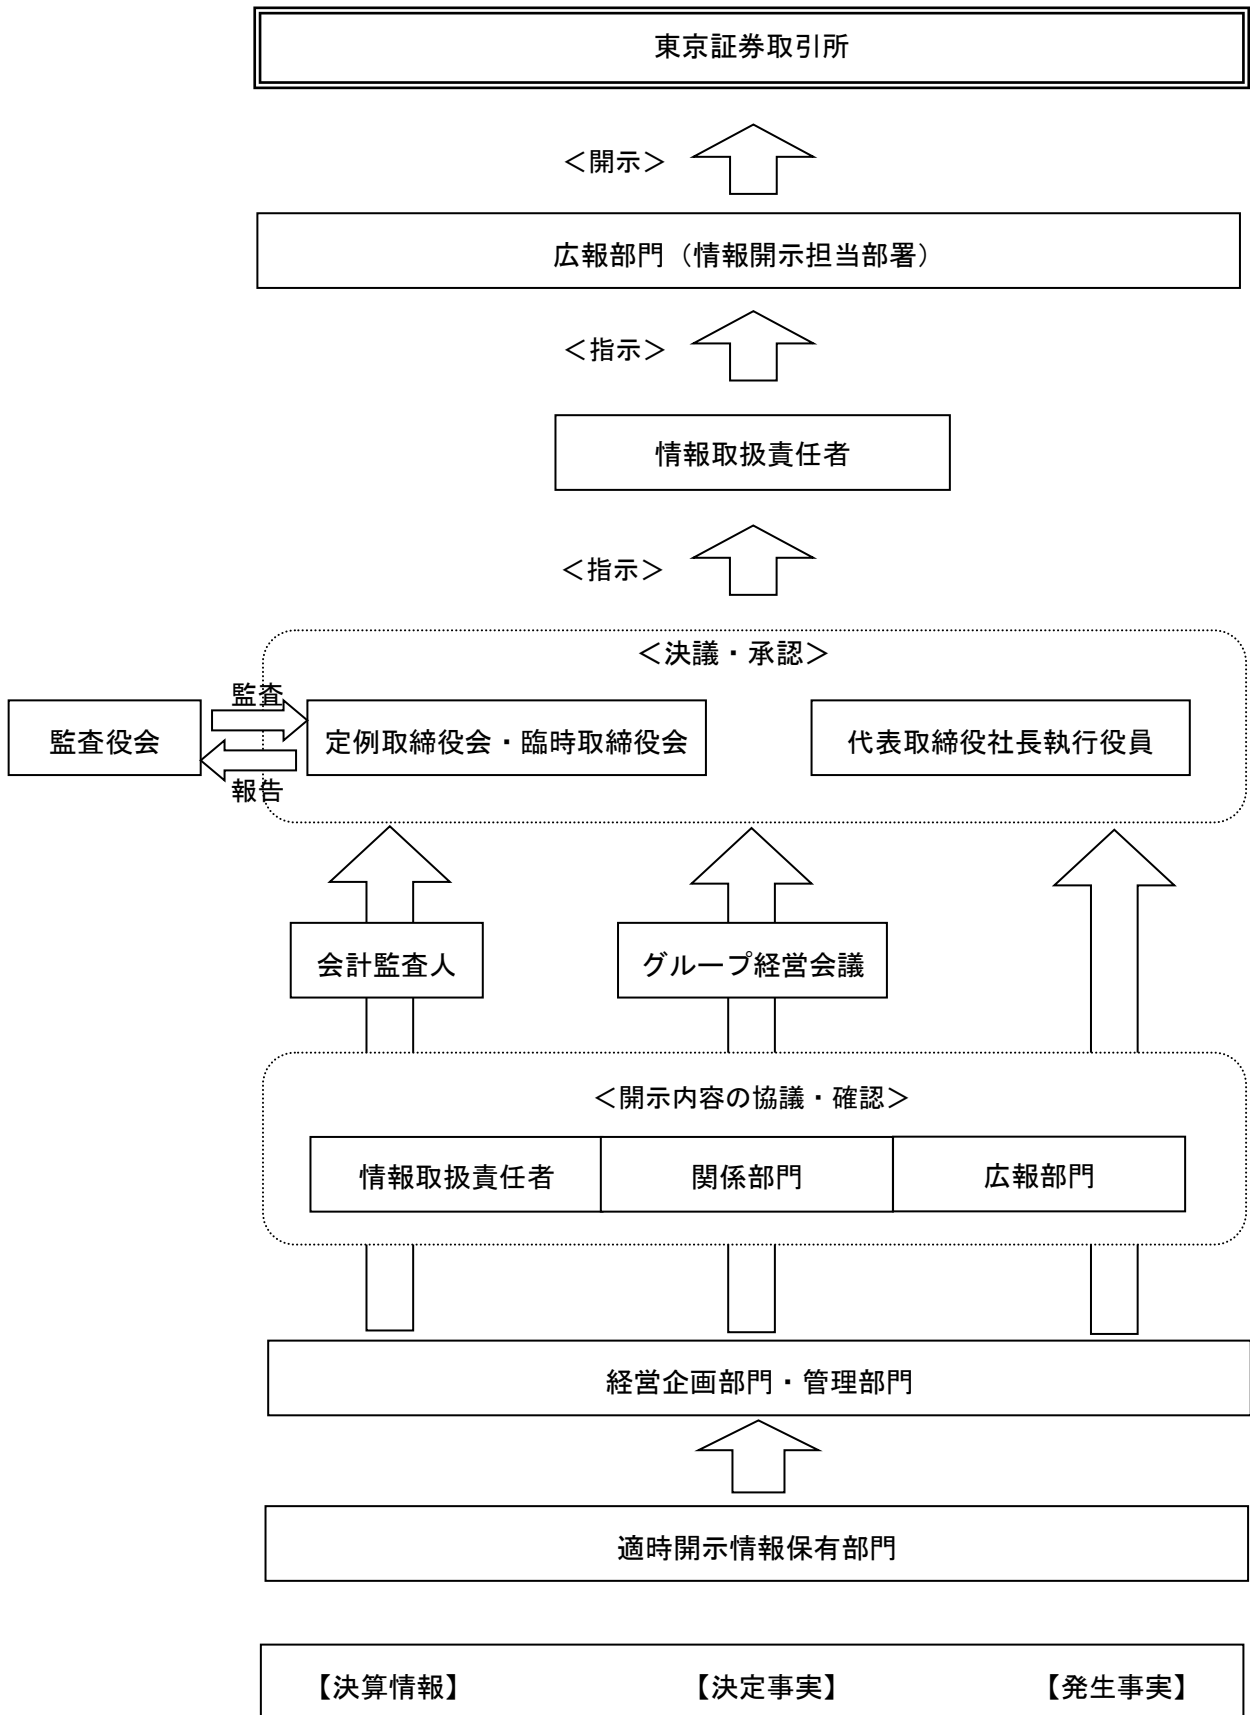 東京証券取引所
＜開示＞
広報部門（情報開示担当部署）
＜指示＞
情報取扱責任者
＜指示＞
＜決議・承認＞
監査
監査役会
定例取締役会・臨時取締役会
代表取締役社長執行役員
報告
会計監査人
グループ経営会議
＜開示内容の協議・確認＞
情報取扱責任者
関係部門
広報部門
経営企画部門・管理部門
適時開示情報保有部門
【決算情報】
【決定事実】
【発生事実】